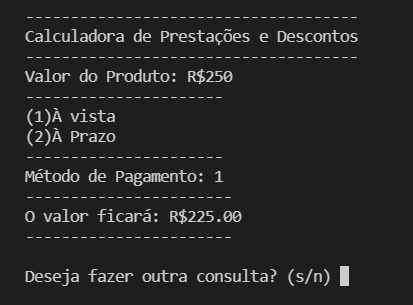 ------------------------------------
Calculadora de Prestações e Descontos
------------------------------------
Valor do Produto: R$250
---------------------
(1)À vista
(2)À Prazo
---------------------
Método de Pagamento: 1
----------------------
O valor ficará: R$225.00
----------------------
Deseja fazer outra consulta? (s/n)